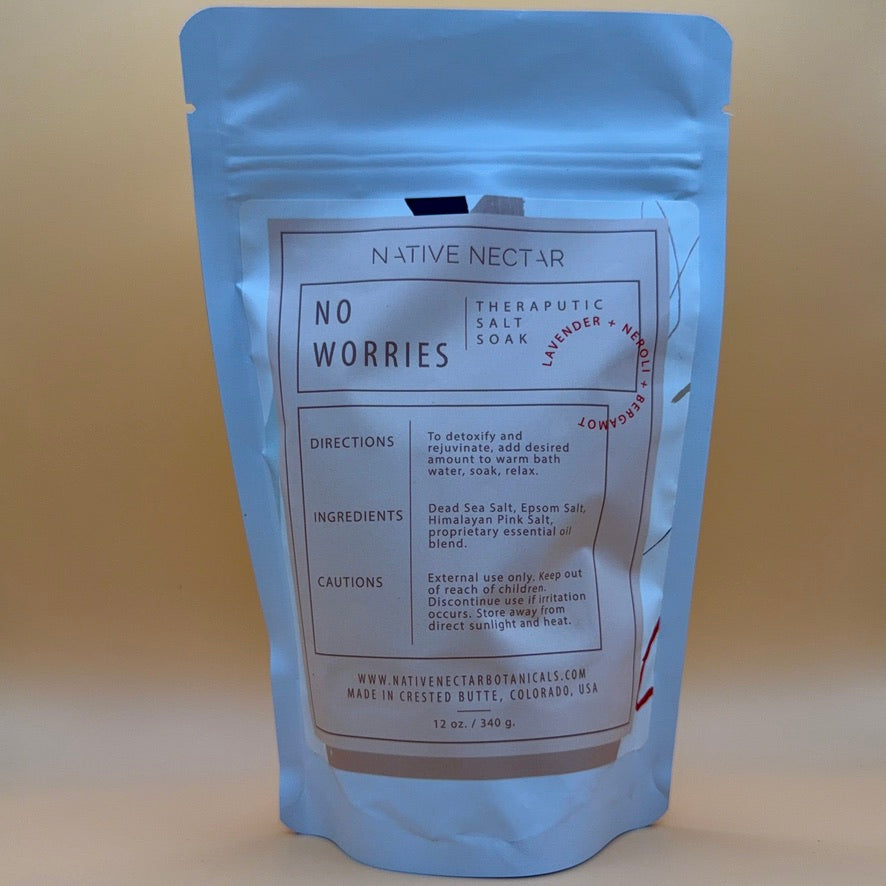 NATIVE NECTAR
NO
WORRIES
THERAPUTIC
SALT
SOAK
LAVENDER + NEROLI + BERGAMOT
DIRECTIONS
To detoxify and
rejuvinate, add desired
amount to warm bath
water, soak, relax.
INGREDIENTS
Dead Sea Salt, Epsom Salt,
Himalayan Pink Salt,
proprietary essential oil
blend.
CAUTIONS
External use only. Keep out
of reach of children.
Discontinue use if irritation
occurs. Store away from
direct sunlight and heat.
WWW.NATIVENECTARBOTANICALS.COM
MADE IN CRESTED BUTTE, COLORADO, USA
12 oz. / 340 g.